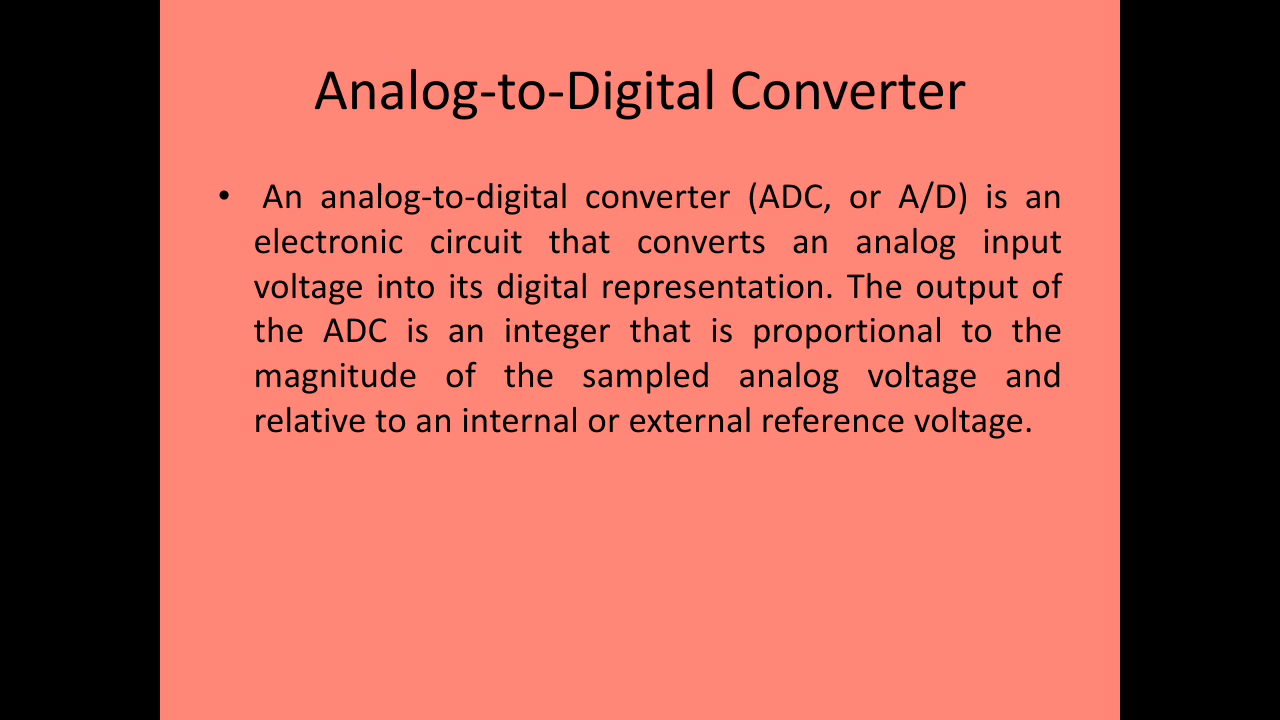 Analog-to-Digital Converter
• An analog-to-digital converter (ADC, or A/D) is an
electronic circuit that converts an analog input
voltage into its digital representation. The output of
the ADC is an integer that is proportional to the
magnitude of the sampled analog voltage and
relative to an internal or external reference voltage.